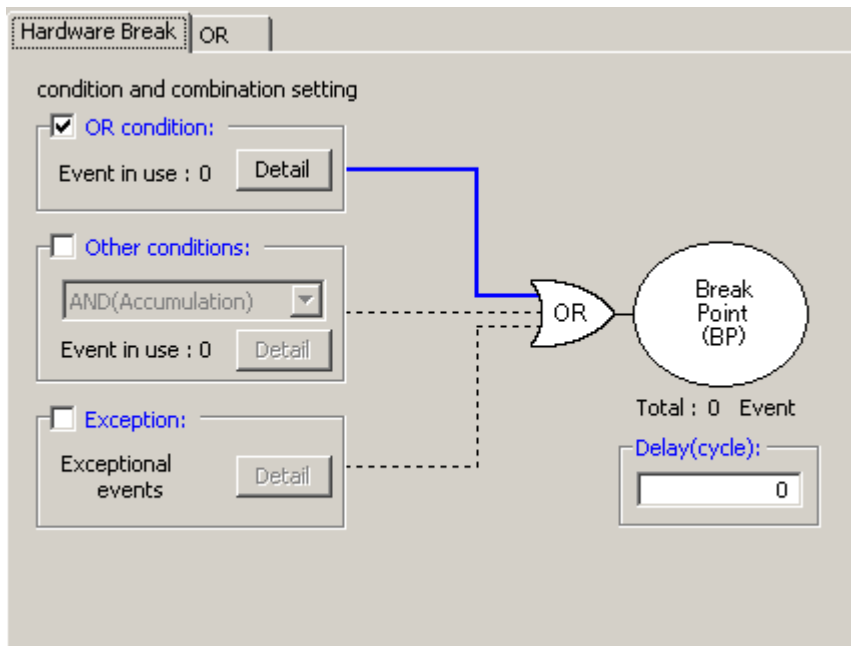 Hardware Break
OR
condition and combination setting
OR condition:
Event in use : 0
Detail
Other conditions:
AND(Accumulation)
Event in use : 0
Detail
Exception:
Exceptional
events
Detail
OR
Break
Point
(BP)
Total : 0 Event
Delay(cycle):
0